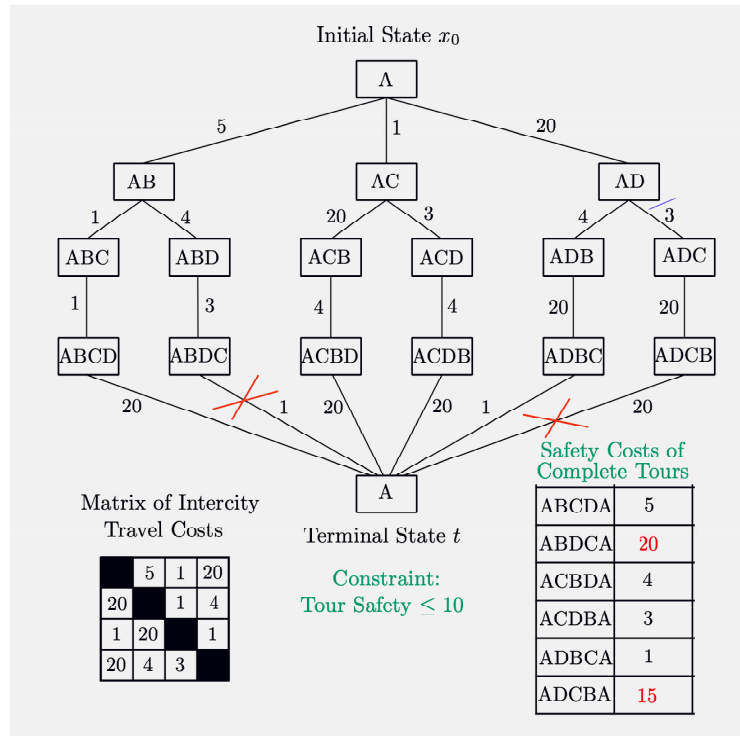 Initial State x₀
A
5 1 20
AB AC AD
1 4 20 3 4 3
ABC ABD ACB ACD ADB ADC
1 3 4 4 20 20
ABCD ABDC ACBD ACDB ADBC ADCB
20 1 20 20 1 20
A
Terminal State t
Matrix of Intercity
Travel Costs
5 1 20
20 1 4
1 20 1
20 4 3
Constraint:
Tour Safety ≤ 10
Safety Costs of
Complete Tours
ABCDA 5
ABDCA 20
ACBDA 4
ACDBA 3
ADBCA 1
ADCBA 15